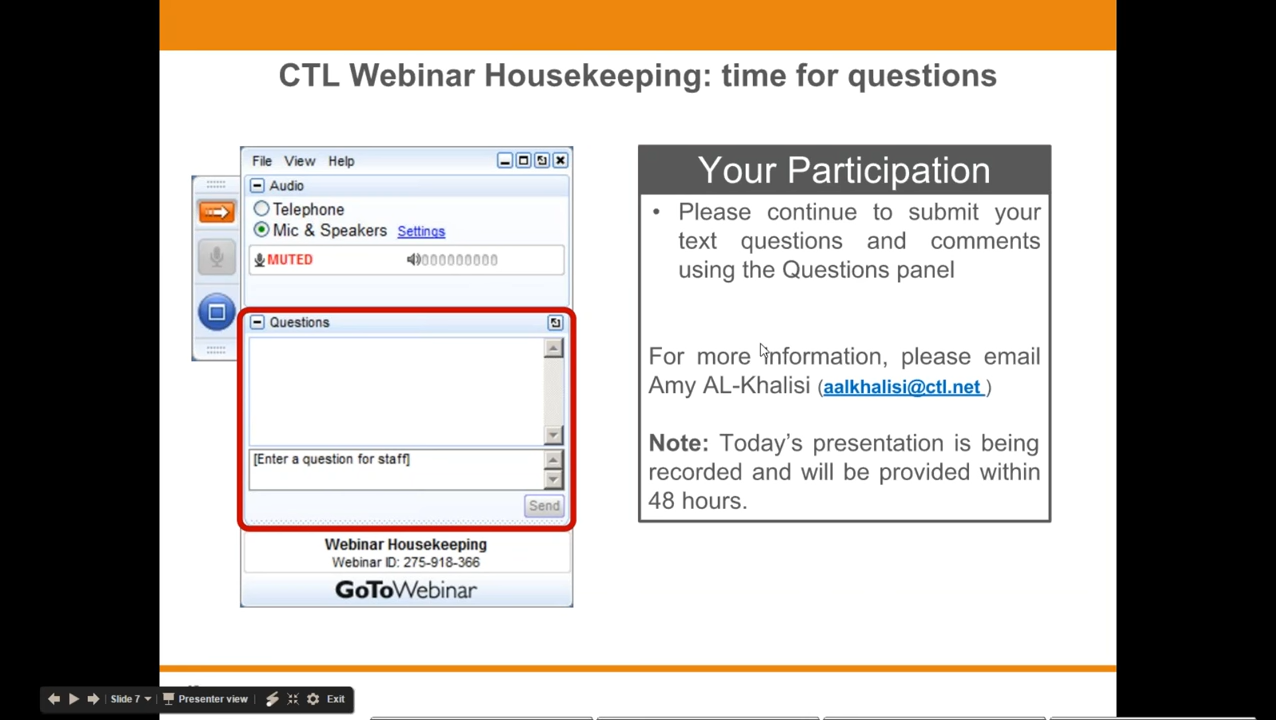 CTL Webinar Housekeeping: time for questions
File View Help
Audio
Telephone
Mic & Speakers Settings
MUTED
Questions
[Enter a question for staff]
Send
Webinar Housekeeping
Webinar ID: 275-918-366
GoToWebinar
Your Participation
• Please continue to submit your
text questions and comments
using the Questions panel
For more information, please email
Amy AL-Khalisi (aalkhalisi@ctl.net )
Note: Today’s presentation is being
recorded and will be provided within
48 hours.
Slide 7 Presenter view Exit